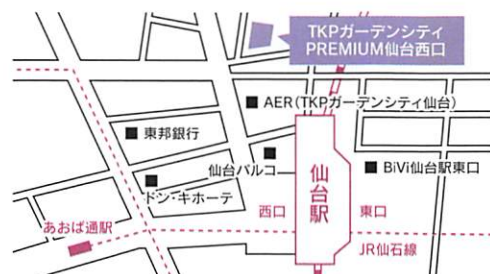 TKPガーデンシティ
PREMIUM仙台西口
AER(TKPガーデンシティ仙台)
東邦銀行
仙台パルコ
仙台駅
BiVi仙台駅東口
ドン・キホーテ
西口
東口
あおば通駅
JR仙石線